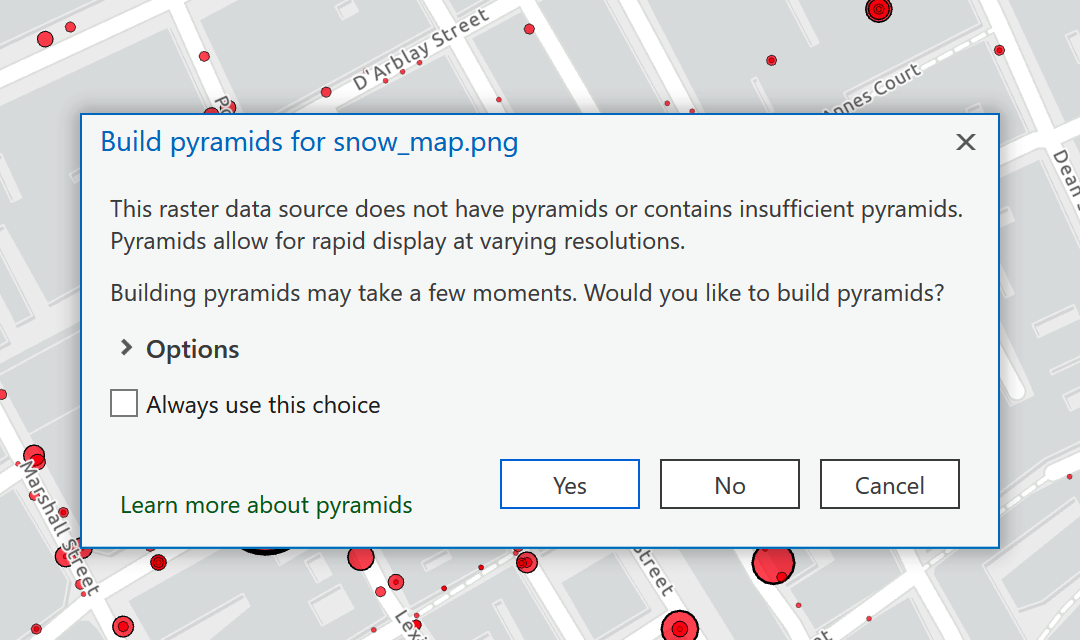 D'Arblay Street
Annes Court
Dean
Build pyramids for snow_map.png
This raster data source does not have pyramids or contains insufficient pyramids.
Pyramids allow for rapid display at varying resolutions.
Building pyramids may take a few moments. Would you like to build pyramids?
Options
Always use this choice
Yes
No
Cancel
Learn more about pyramids
Marshall Street
Street